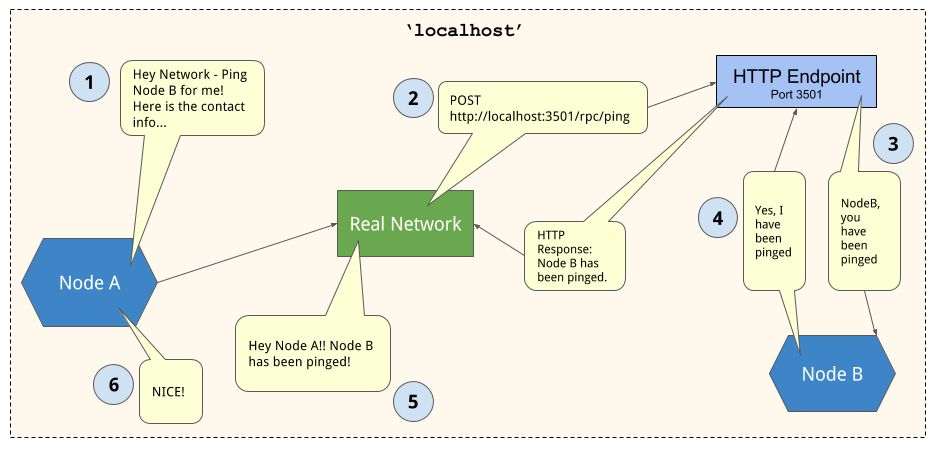 ‘localhost’
1
Hey Network - Ping
Node B for me!
Here is the contact
info...
2
POST
http://localhost:3501/rpc/ping
HTTP Endpoint
Port 3501
3
NodeB,
you
have
been
pinged
4
Yes, I
have
been
pinged
Real Network
HTTP
Response:
Node B has
been pinged.
Node A
Hey Node A!! Node B
has been pinged!
5
6
NICE!
Node B